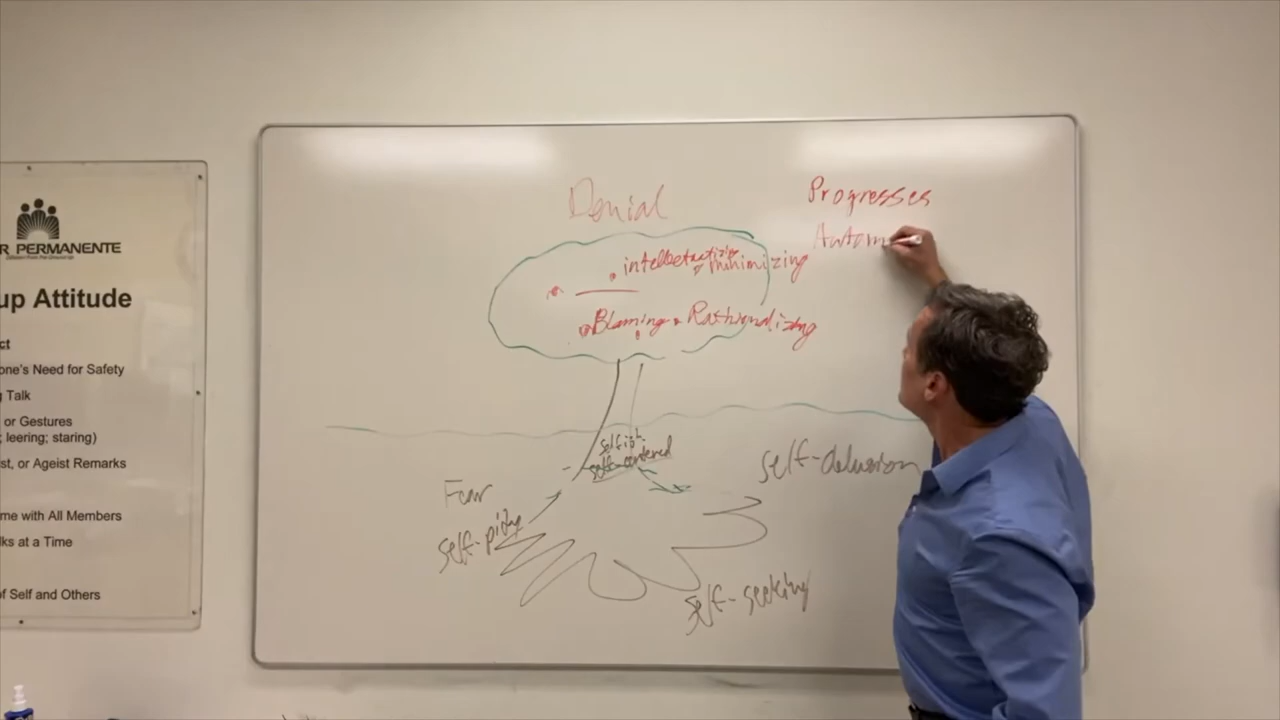 R PERMANENTE
up Attitude
ct
one's Need for Safety
g Talk
or Gestures
; leering; staring)
st, or Ageist Remarks
me with All Members
lks at a Time
of Self and Others
Denial
Progresses
Autom
intellectualizing
minimizing
Blaming
Rationalizing
selfish
self-centered
self-delusion
Fear
self-pity
self-seeking